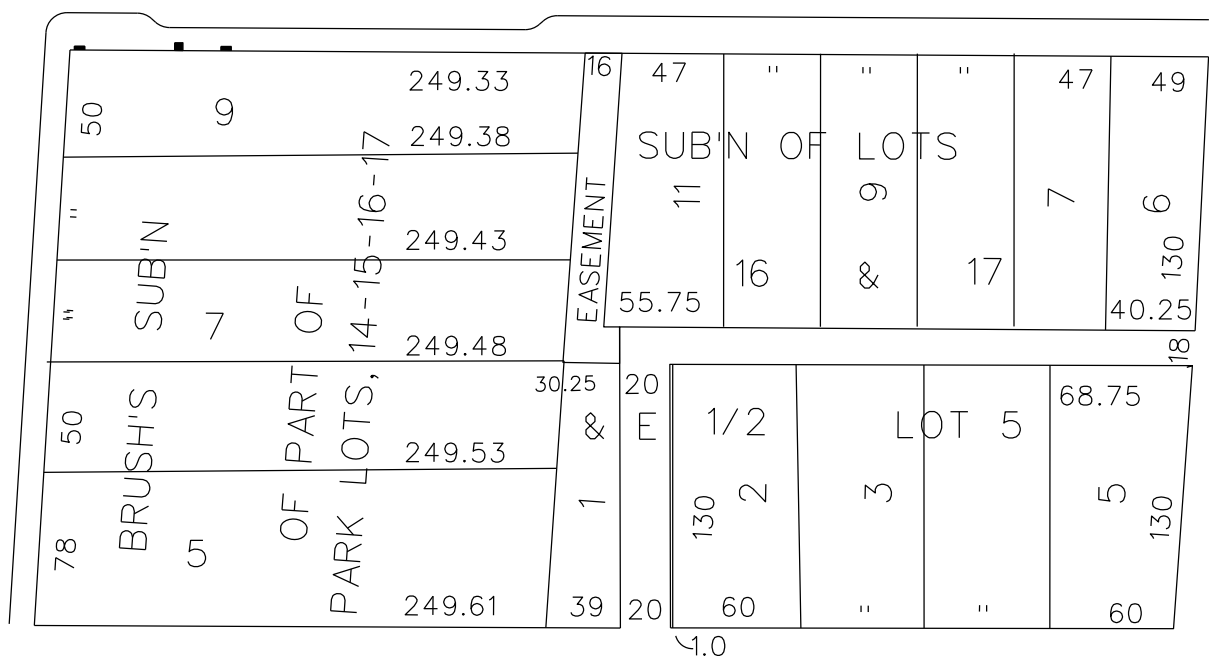 16 47 " " " 47 49
249.33
50 9
249.38
SUB'N OF LOTS
11 9 7 6
"
249.43
EASEMENT
16 & 17
130
55.75 40.25
"
7
249.48
18
30.25 20
68.75
& E 1/2 LOT 5
50
249.53
1 2 3 5
130 130
78 5
249.61
39 20 60 " " 60
1.0
BRUSH'S SUB'N
OF PART OF
PARK LOTS, 14-15-16-17